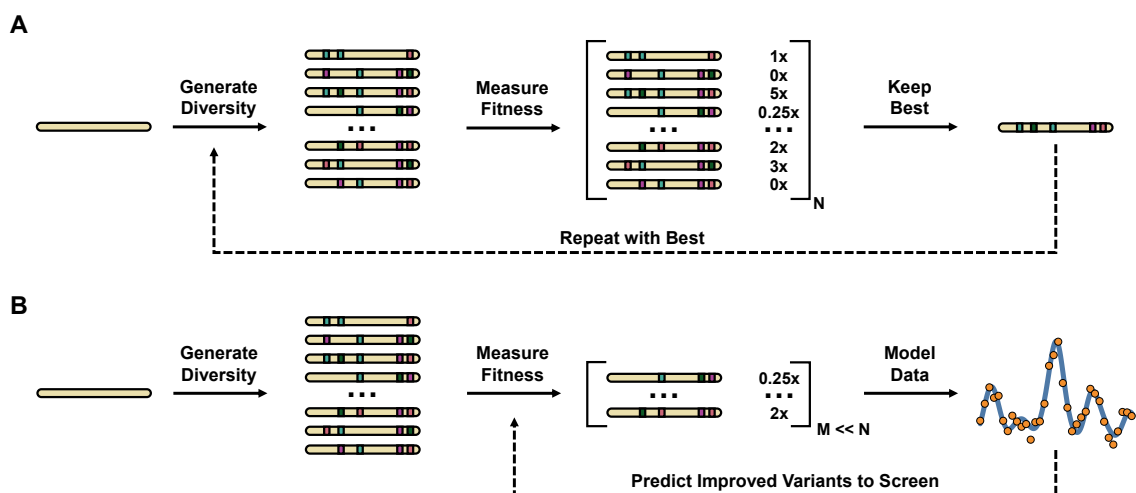 A
Generate
Diversity
Measure
Fitness
1x
0x
5x
0.25x
2x
3x
0x
N
Keep
Best
Repeat with Best
B
Generate
Diversity
Measure
Fitness
0.25x
2x
M << N
Model
Data
Predict Improved Variants to Screen